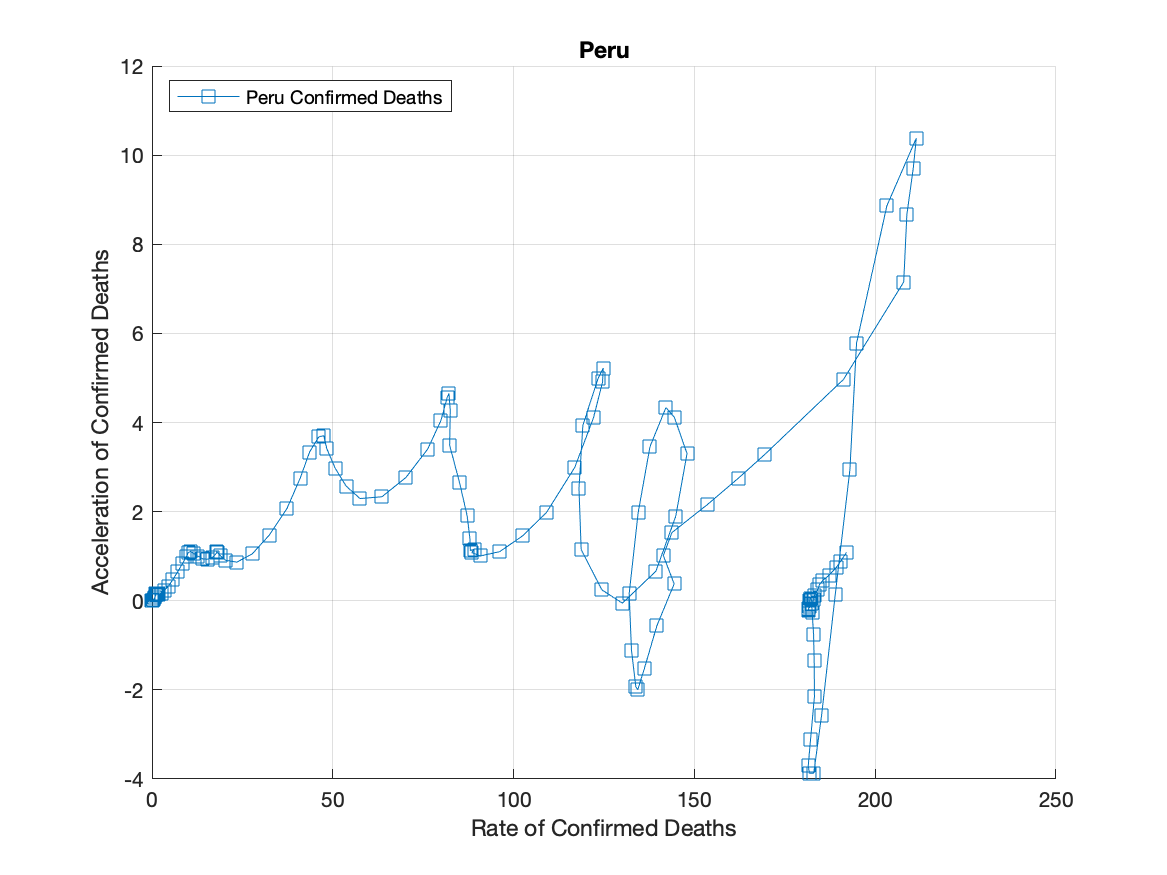 Peru
12
Peru Confirmed Deaths
10
8
6
4
2
0
-2
-4
Acceleration of Confirmed Deaths
0 50 100 150 200 250
Rate of Confirmed Deaths